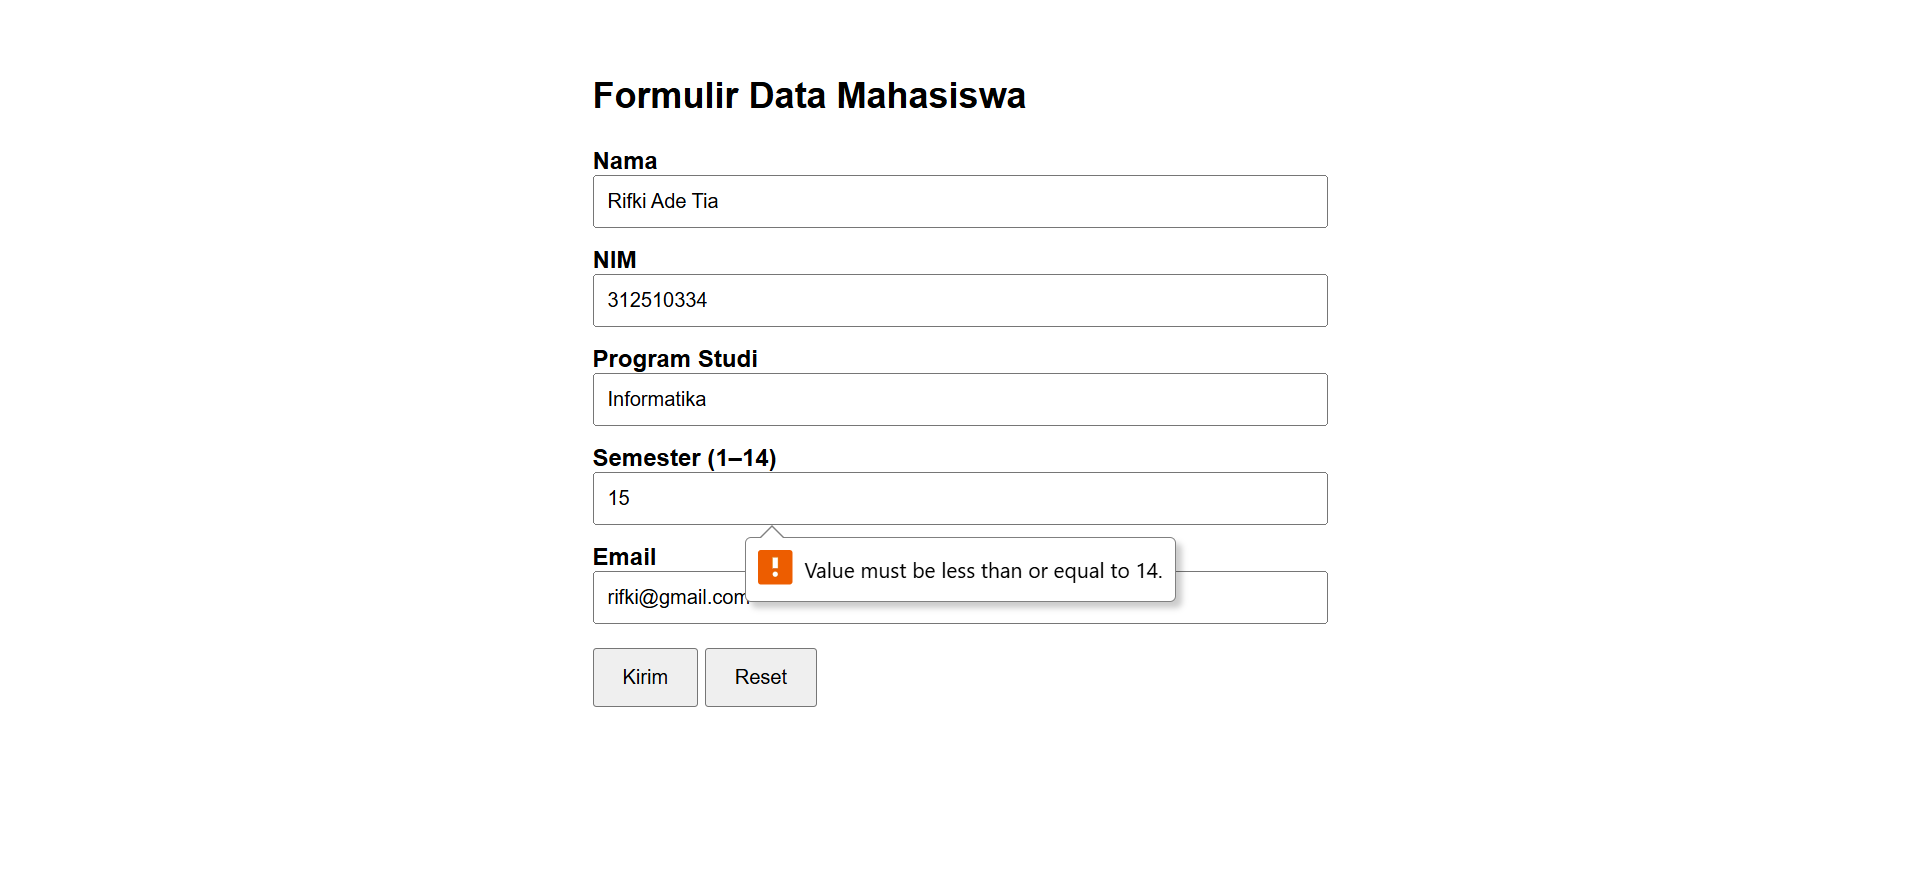 Formulir Data Mahasiswa
Nama
Rifki Ade Tia
NIM
312510334
Program Studi
Informatika
Semester (1–14)
15
Value must be less than or equal to 14.
Email
rifki@gmail.com
Kirim
Reset